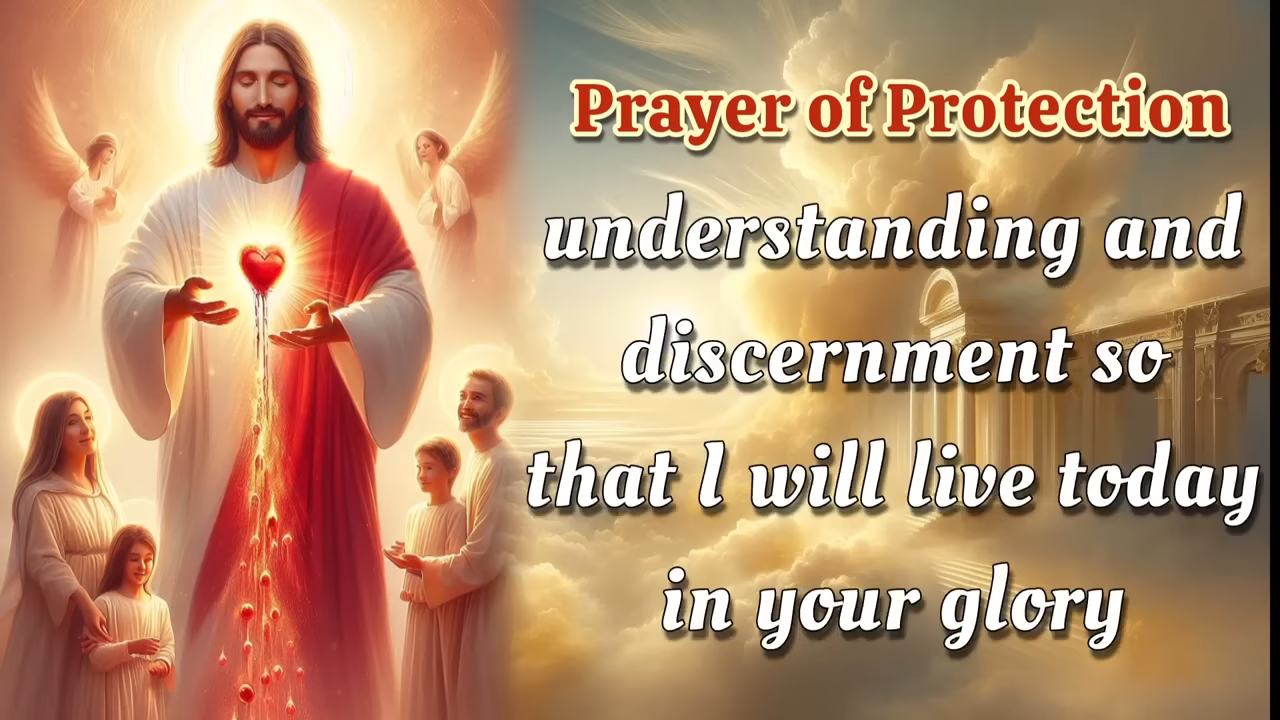 Prayer of Protection
understanding and
discernment so
that I will live today
in your glory